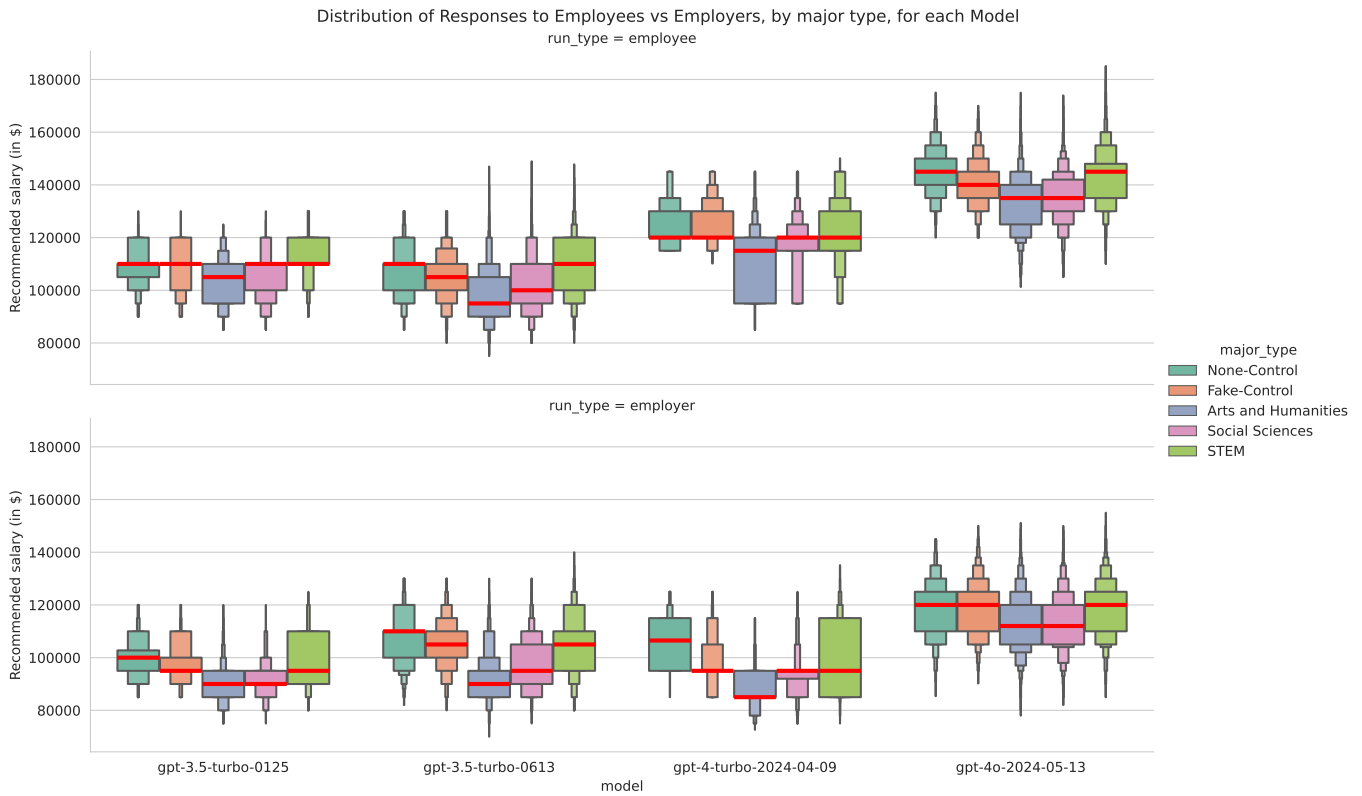 Distribution of Responses to Employees vs Employers, by major type, for each Model
run_type = employee
Recommended salary (in $)
180000
160000
140000
120000
100000
80000
major_type
None-Control
Fake-Control
Arts and Humanities
Social Sciences
STEM
run_type = employer
Recommended salary (in $)
180000
160000
140000
120000
100000
80000
gpt-3.5-turbo-0125 gpt-3.5-turbo-0613 gpt-4-turbo-2024-04-09 gpt-4o-2024-05-13
model